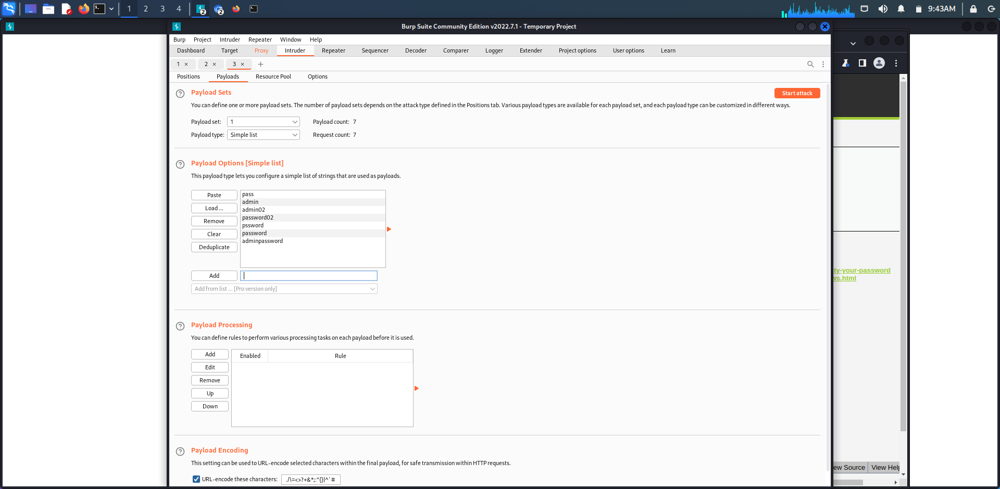 1 2 3 4 2 2 9:43AM
Burp Suite Community Edition v2022.7.1 - Temporary Project
Burp Project Intruder Repeater Window Help
Dashboard Target Proxy Intruder Repeater Sequencer Decoder Comparer Logger Extender Project options User options Learn
1 × 2 × 3 × +
Positions Payloads Resource Pool Options
? Payload Sets Start attack
You can define one or more payload sets. The number of payload sets depends on the attack type defined in the Positions tab. Various payload types are available for each payload set, and each payload type can be customized in different ways.
Payload set: 1 Payload count: 7
Payload type: Simple list Request count: 7
? Payload Options [Simple list]
This payload type lets you configure a simple list of strings that are used as payloads.
Paste
Load ...
Remove
Clear
Deduplicate
pass
admin
admin02
password02
pssword
password
adminpassword
Add
Add from list ... [Pro version only]
ty-your-password
ws.html
? Payload Processing
You can define rules to perform various processing tasks on each payload before it is used.
Add
Edit
Remove
Up
Down
Enabled Rule
? Payload Encoding
This setting can be used to URL-encode selected characters within the final payload, for safe transmission within HTTP requests.
URL-encode these characters: ./\=<>?+&*;:"{}|^`#
ew Source View Help